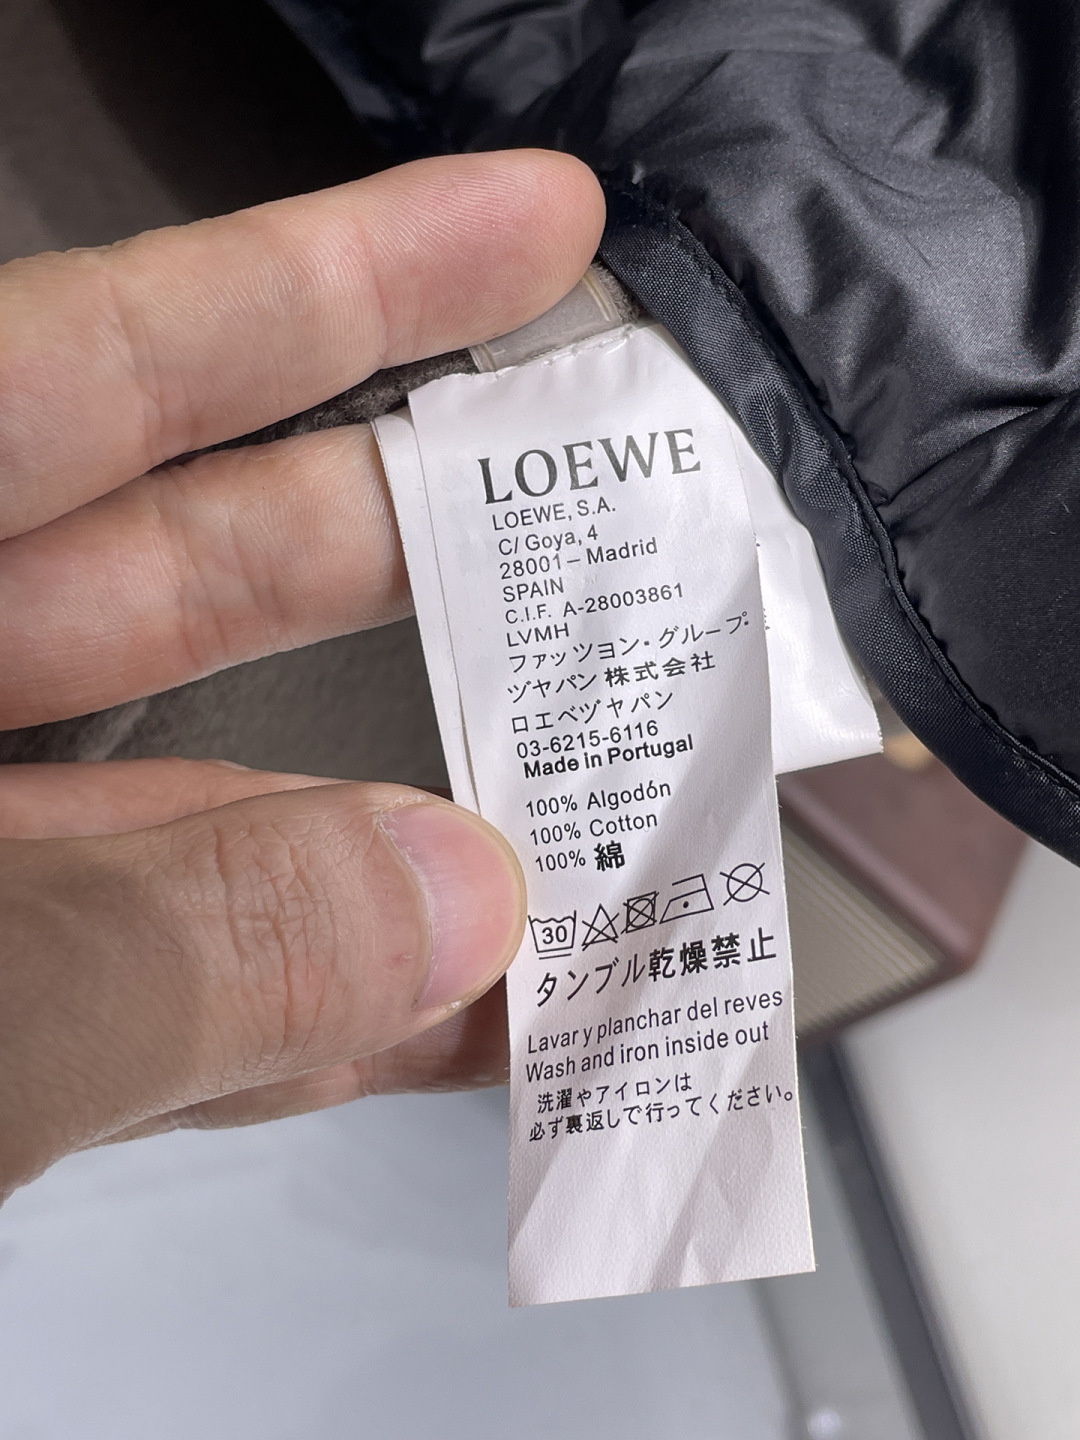 LOEWE
LOEWE, S.A.
C/ Goya, 4
28001 – Madrid
SPAIN
C.I.F. A-28003861
LVMH
ファッツョン・グループ
ヅヤパン 株式会社
ロエベヅヤパン
03-6215-6116
Made in Portugal
100% Algodón
100% Cotton
100% 綿
30
タンブル乾燥禁止
Lavar y planchar del reves
Wash and iron inside out
洗濯やアイロンは
必ず裏返しで行ってください。